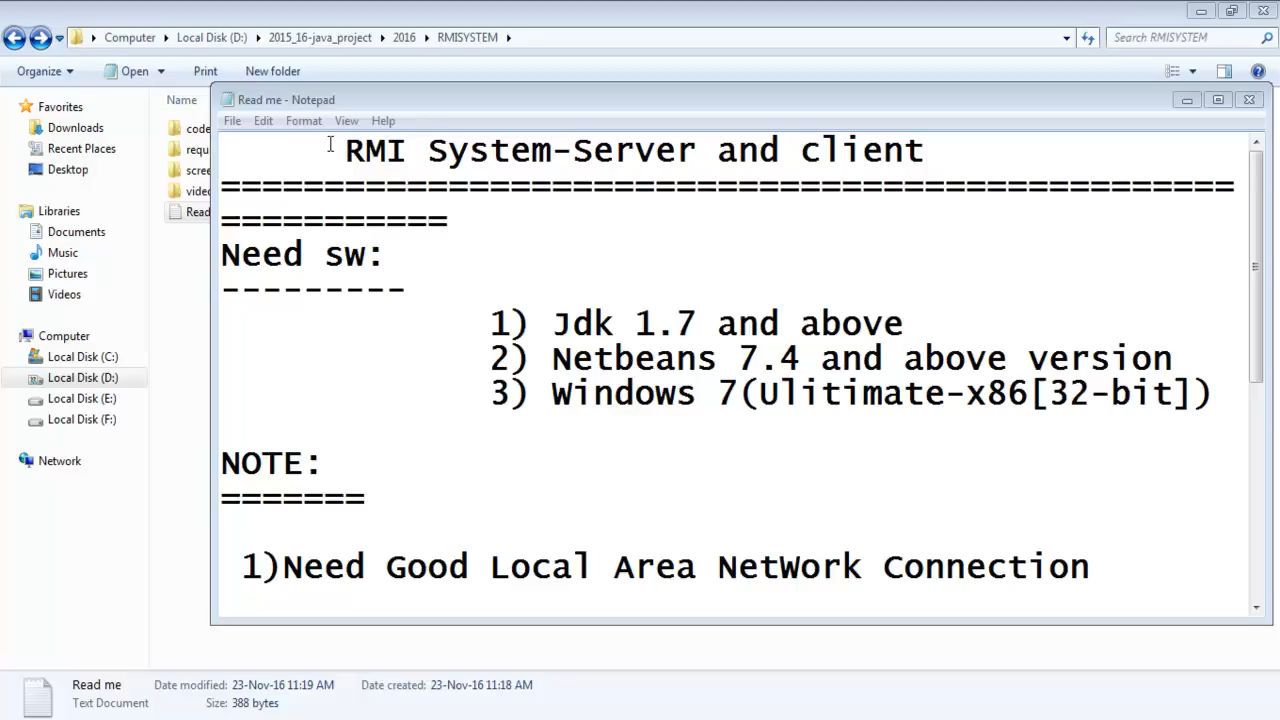 Computer Local Disk (D:) 2015_16-java_project 2016 RMISYSTEM Search RMISYSTEM
Organize Open Print New folder
Favorites
Downloads
Recent Places
Desktop
Libraries
Documents
Music
Pictures
Videos
Computer
Local Disk (C:)
Local Disk (D:)
Local Disk (E:)
Local Disk (F:)
Network
Name
code
requ
scree
video
Read
Read me - Notepad
File Edit Format View Help
RMI System-Server and client
=================================================
===========
Need sw:
---------
1) Jdk 1.7 and above
2) Netbeans 7.4 and above version
3) Windows 7(Ulitimate-x86[32-bit])
NOTE:
=======
1)Need Good Local Area NetWork Connection
Read me Date modified: 23-Nov-16 11:19 AM Date created: 23-Nov-16 11:18 AM
Text Document Size: 388 bytes